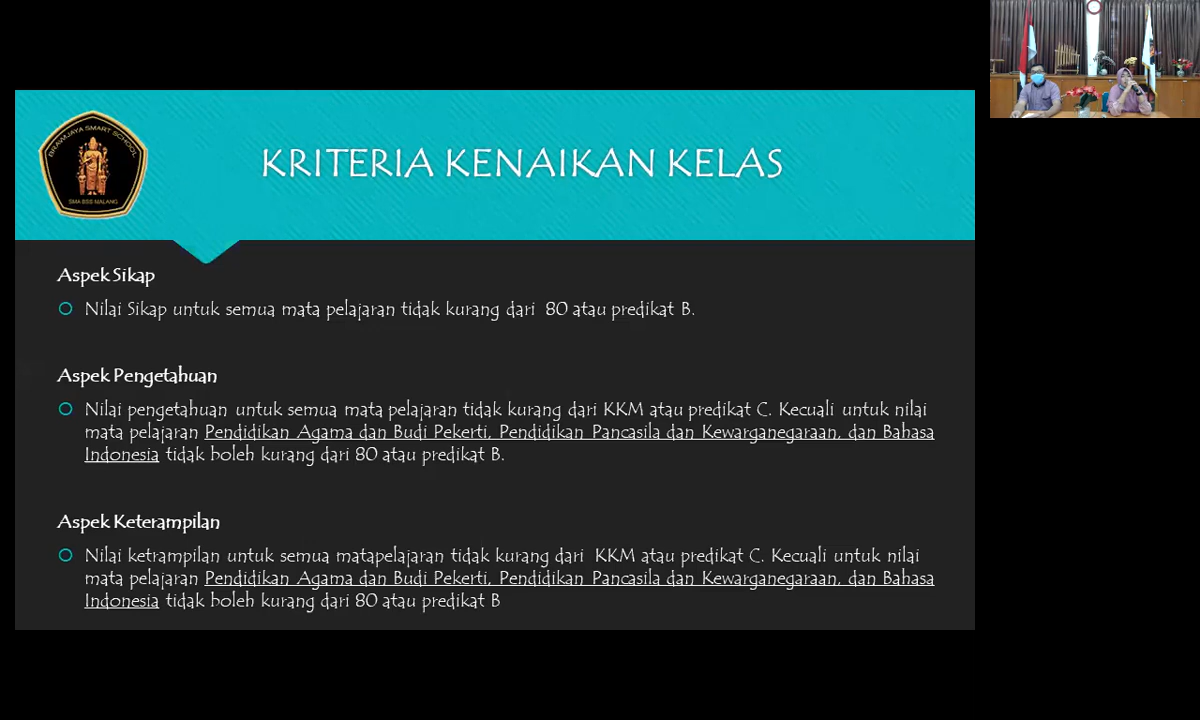 BRAWIJAYA SMART SCHOOL
SMA BSS MALANG
KRITERIA KENAIKAN KELAS
Aspek Sikap
Nilai Sikap untuk semua mata pelajaran tidak kurang dari 80 atau predikat B.
Aspek Pengetahuan
Nilai pengetahuan untuk semua mata pelajaran tidak kurang dari KKM atau predikat C. Kecuali untuk nilai
mata pelajaran Pendidikan Agama dan Budi Pekerti, Pendidikan Pancasila dan Kewarganegaraan, dan Bahasa
Indonesia tidak boleh kurang dari 80 atau predikat B.
Aspek Keterampilan
Nilai ketrampilan untuk semua matapelajaran tidak kurang dari KKM atau predikat C. Kecuali untuk nilai
mata pelajaran Pendidikan Agama dan Budi Pekerti, Pendidikan Pancasila dan Kewarganegaraan, dan Bahasa
Indonesia tidak boleh kurang dari 80 atau predikat B